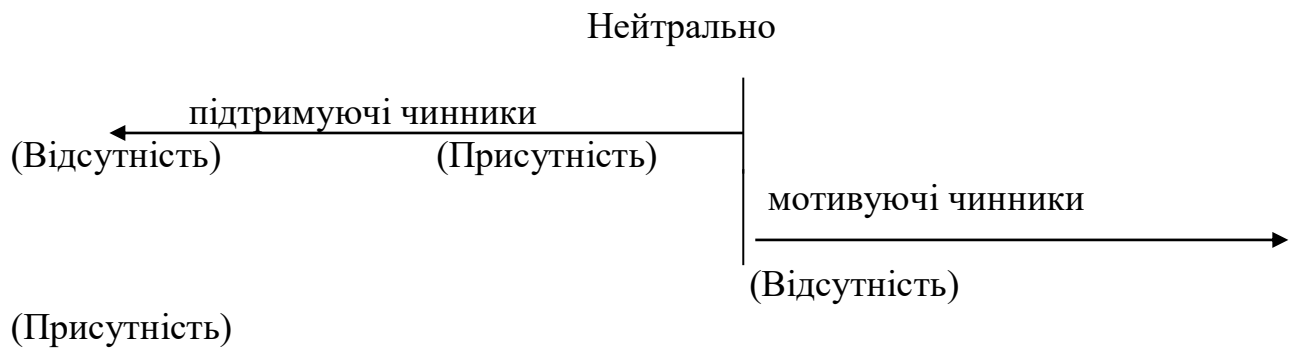 Нейтрально
підтримуючі чинники
(Відсутність) (Присутність)
мотивуючі чинники
(Відсутність)
(Присутність)